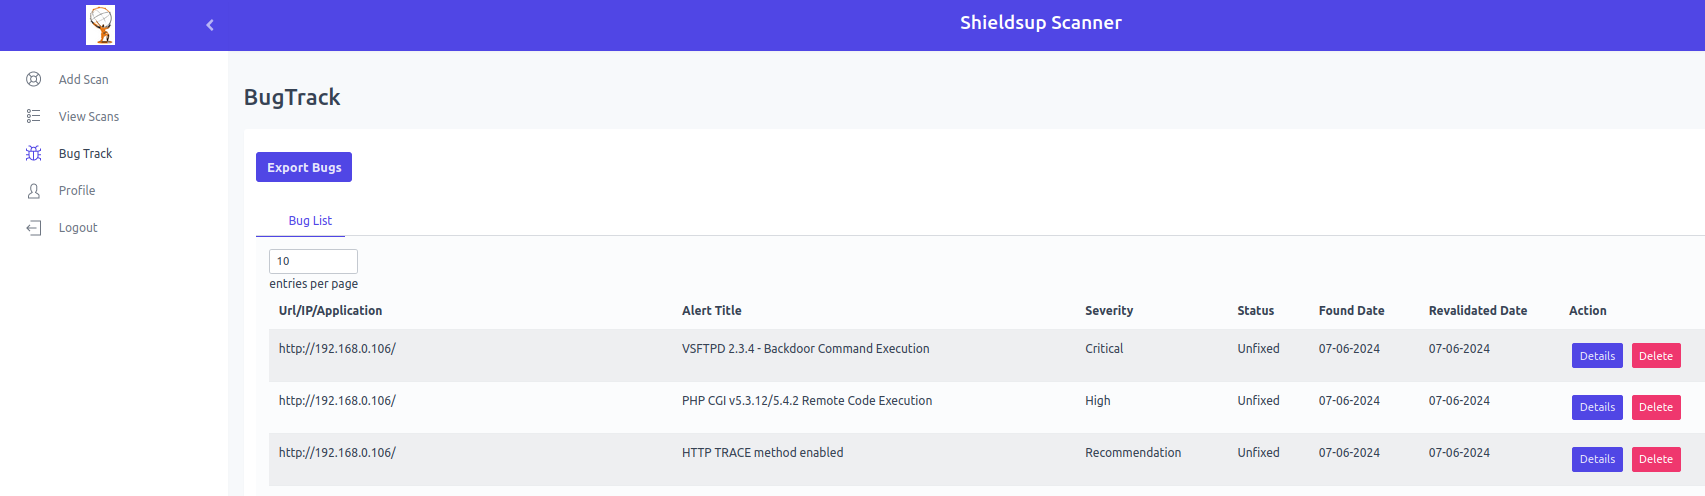 Shieldsup Scanner
Add Scan
View Scans
Bug Track
Profile
Logout
BugTrack
Export Bugs
Bug List
10
entries per page
Url/IP/Application Alert Title Severity Status Found Date Revalidated Date Action
http://192.168.0.106/ VSFTPD 2.3.4 - Backdoor Command Execution Critical Unfixed 07-06-2024 07-06-2024 Details Delete
http://192.168.0.106/ PHP CGI v5.3.12/5.4.2 Remote Code Execution High Unfixed 07-06-2024 07-06-2024 Details Delete
http://192.168.0.106/ HTTP TRACE method enabled Recommendation Unfixed 07-06-2024 07-06-2024 Details Delete